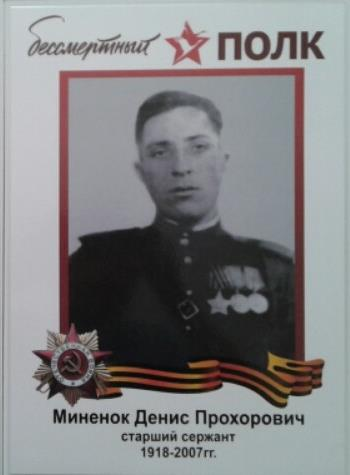 бессмертный ПОЛК
Миненок Денис Прохорович
старший сержант
1918-2007гг.